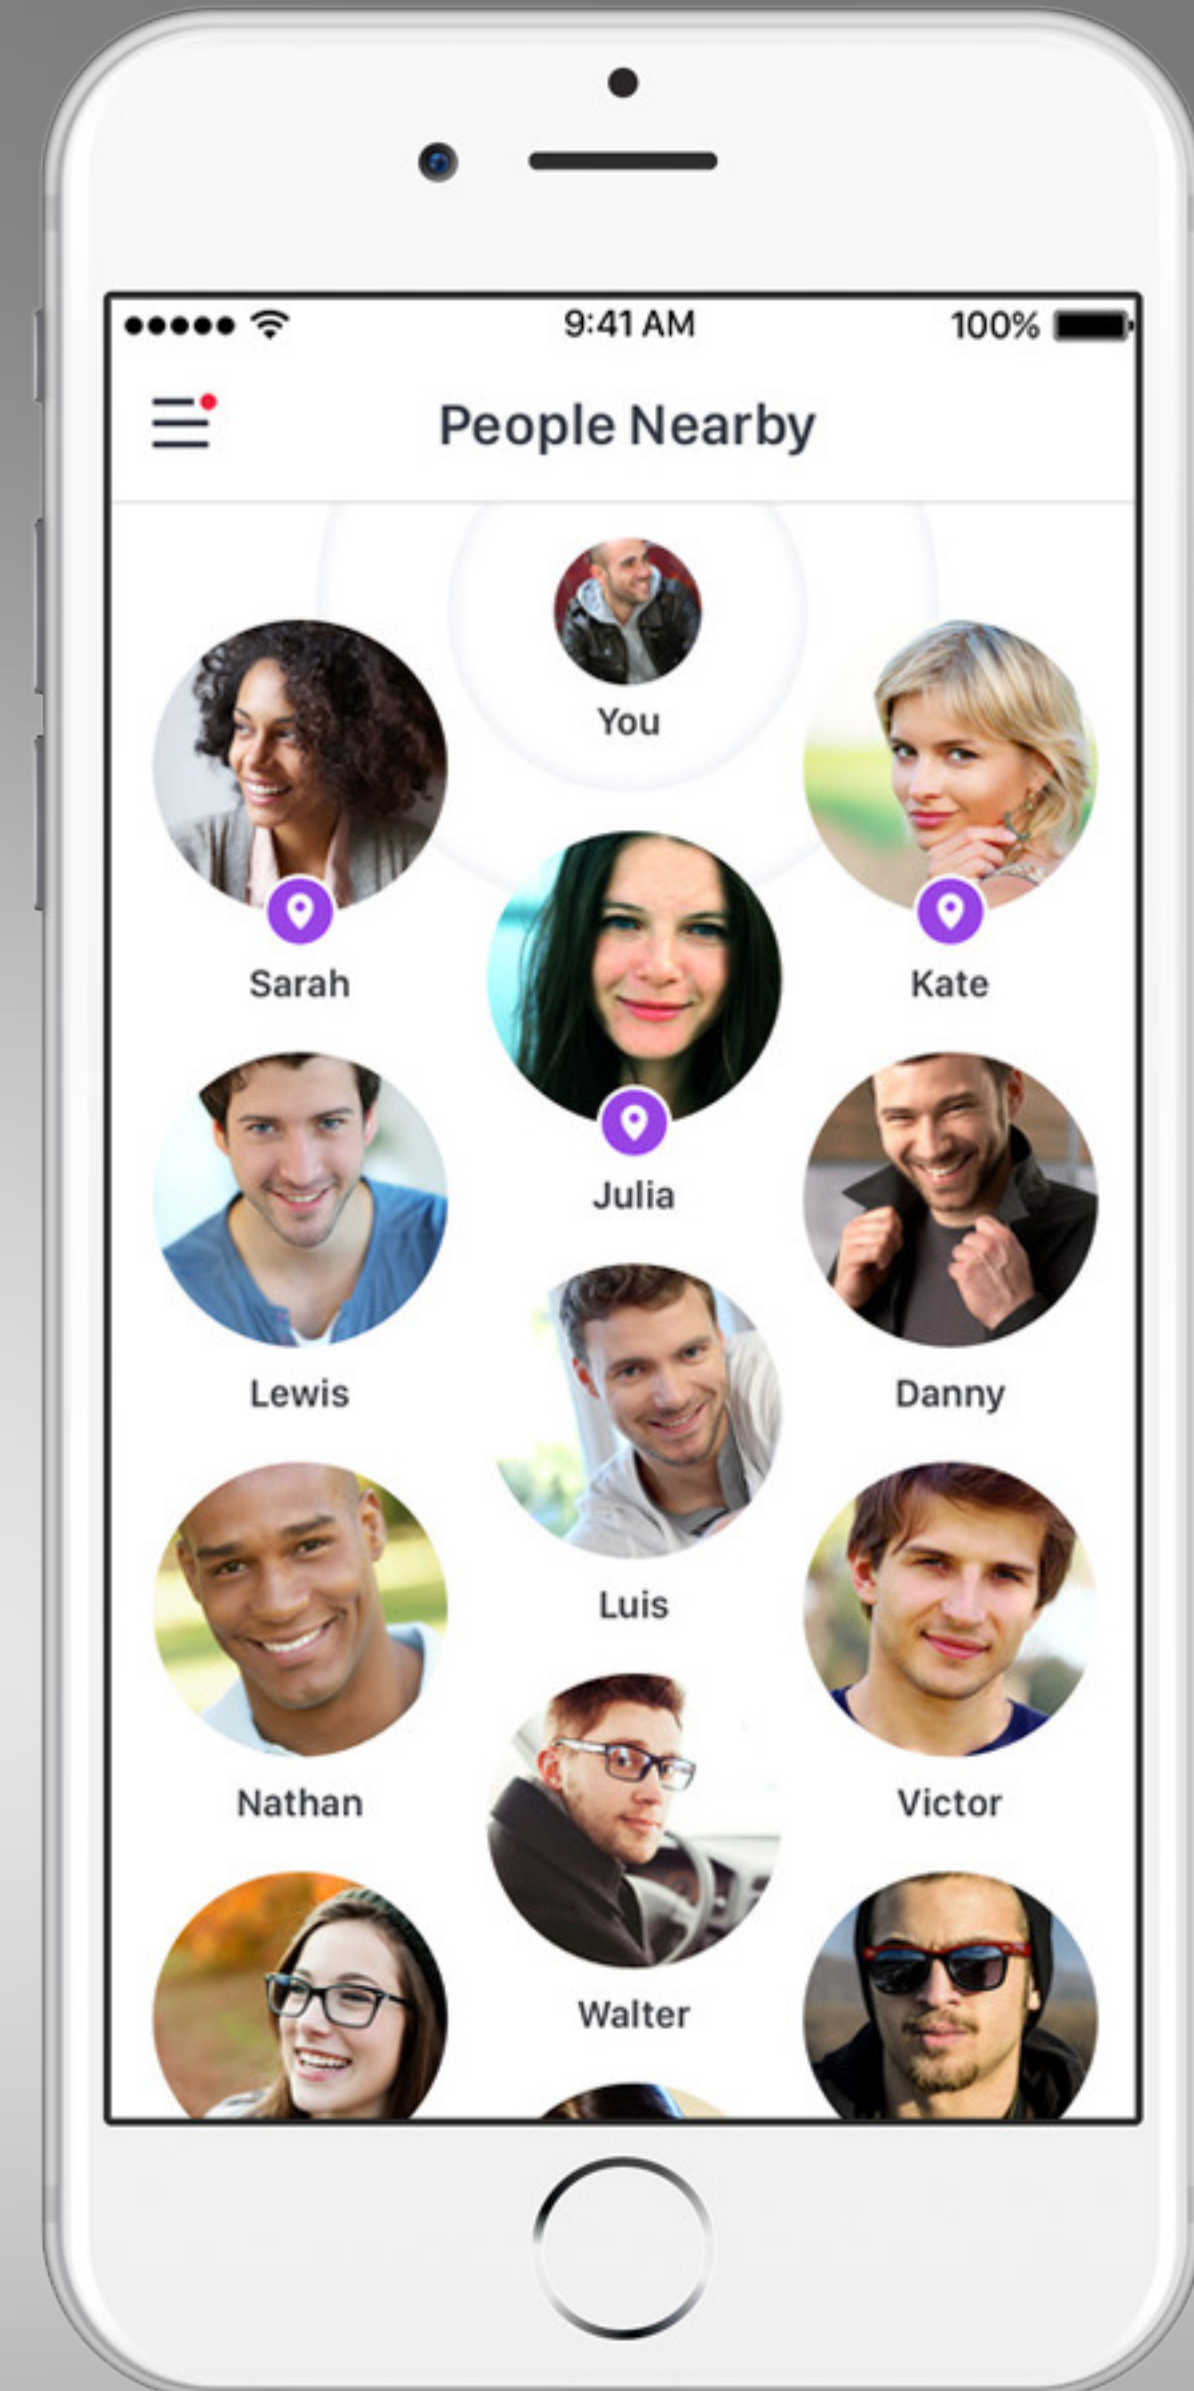 9:41 AM
100%
People Nearby
You
Sarah
Kate
Julia
Lewis
Danny
Luis
Nathan
Victor
Walter